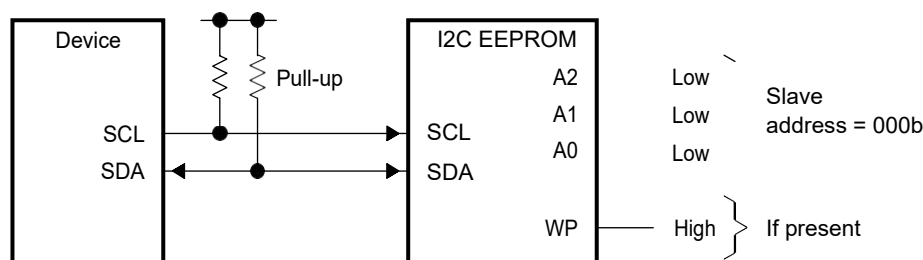 Device
I2C EEPROM
Pull-up
A2
Low
A1
Low
A0
Low
Slave
address = 000b
SCL
SCL
SDA
SDA
WP
High
If present